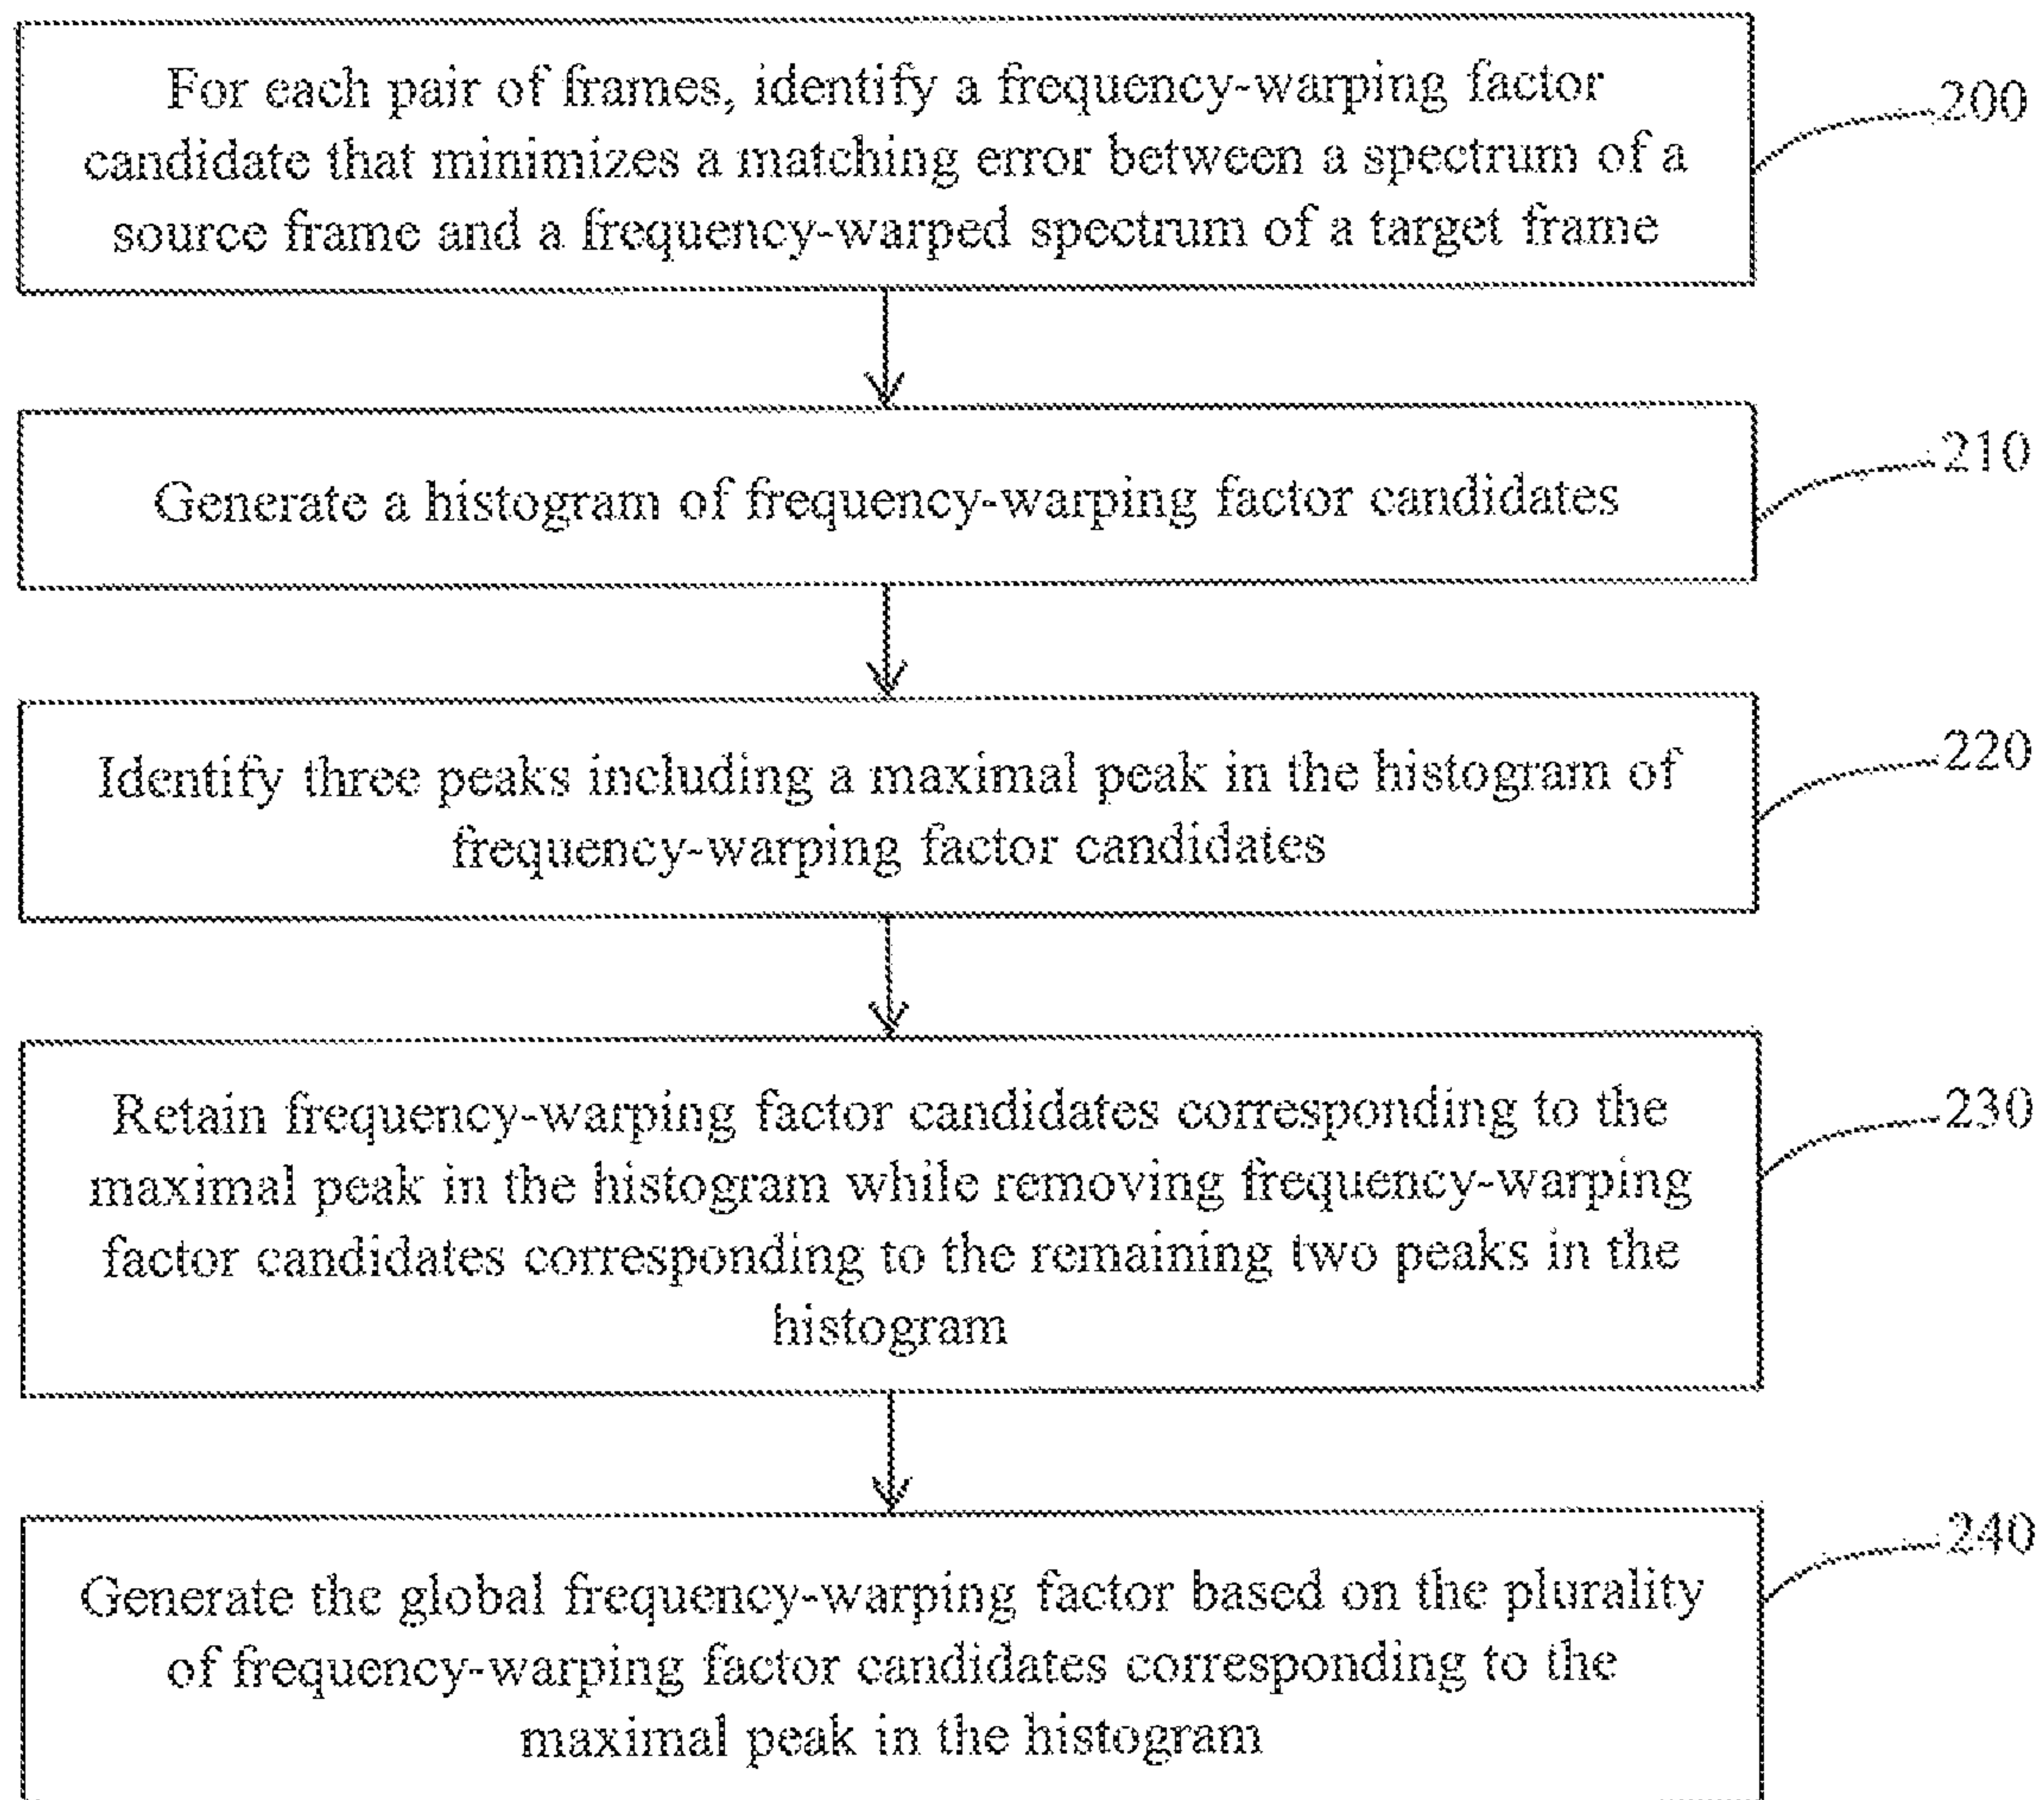 For each pair of frames, identify a frequency-warping factor
candidate that minimizes a matching error between a spectrum of a
source frame and a frequency-warped spectrum of a target frame
200
Generate a histogram of frequency-warping factor candidates
210
Identify three peaks including a maximal peak in the histogram of
frequency-warping factor candidates
220
Retain frequency-warping factor candidates corresponding to the
maximal peak in the histogram while removing frequency-warping
factor candidates corresponding to the remaining two peaks in the
histogram
230
Generate the global frequency-warping factor based on the plurality
of frequency-warping factor candidates corresponding to the
maximal peak in the histogram
240